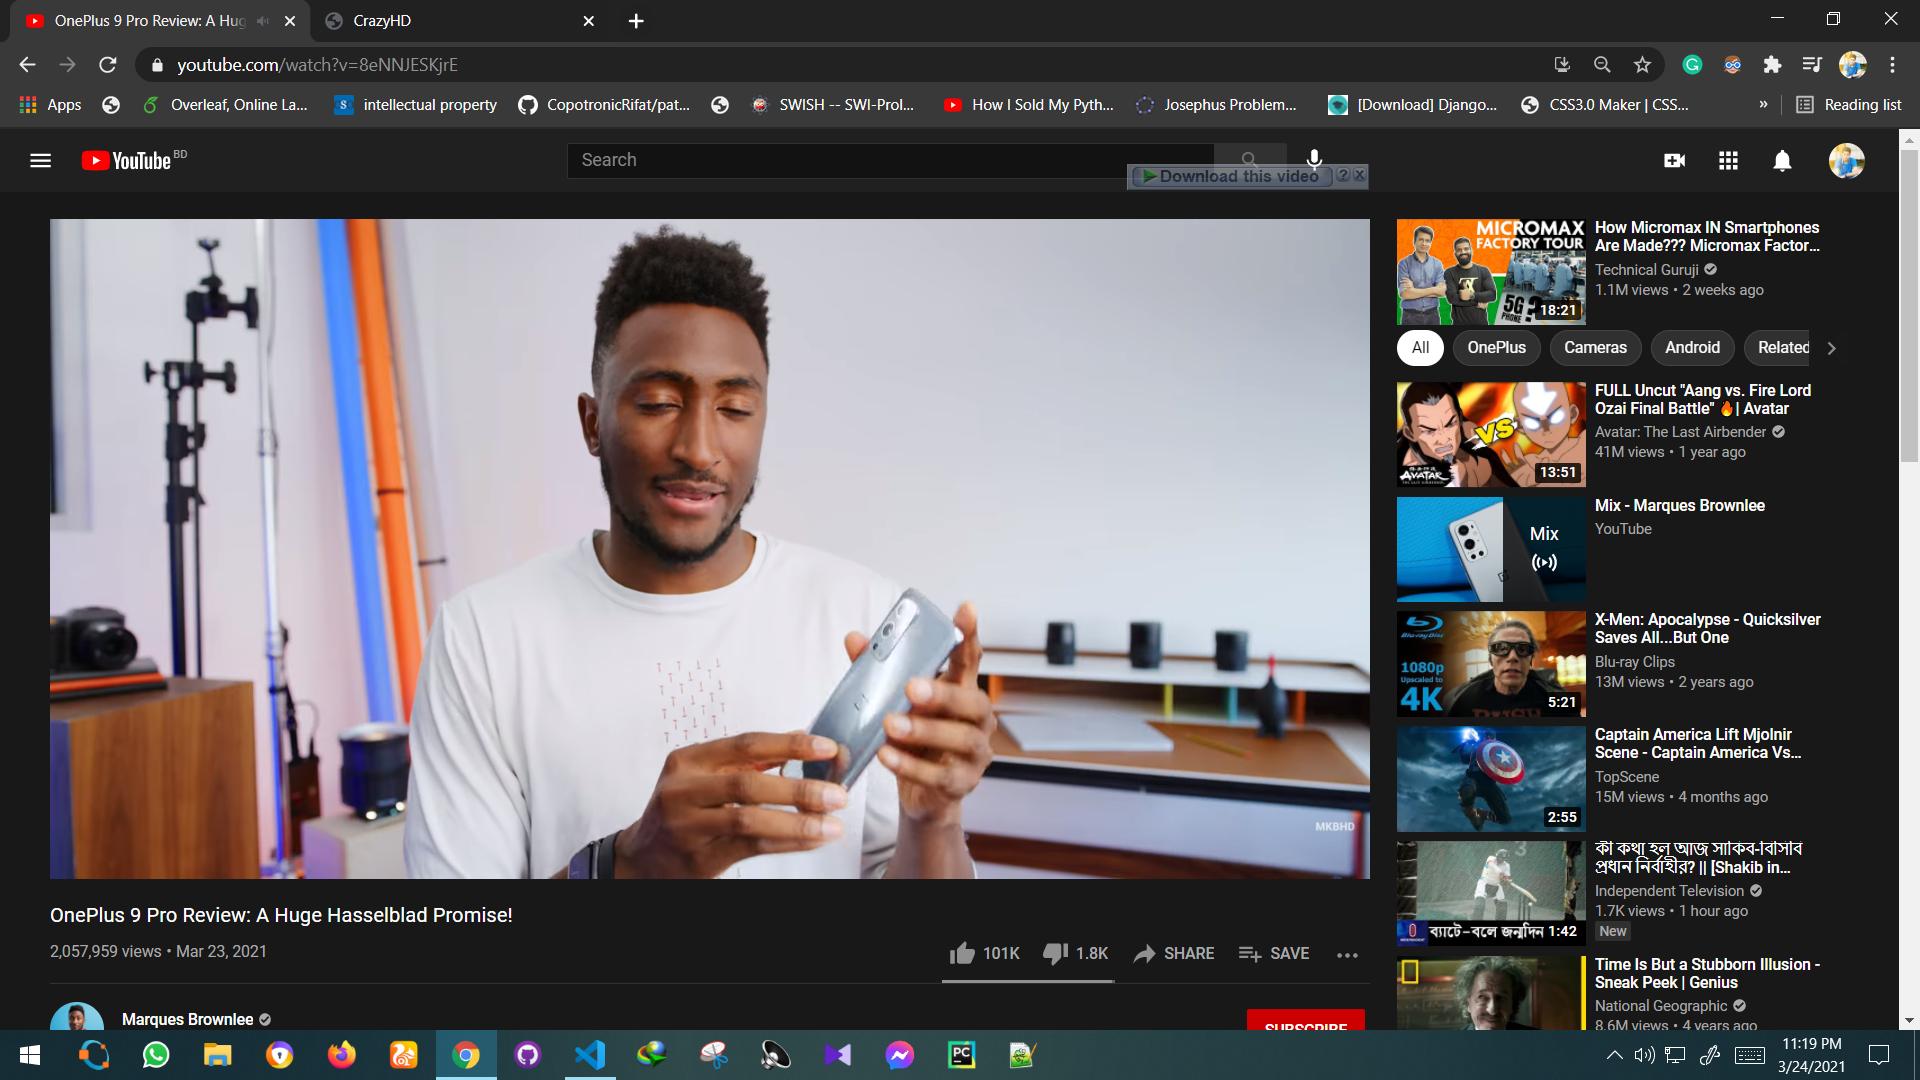 OnePlus 9 Pro Review: A Hug
CrazyHD
youtube.com/watch?v=8eNNJESKjrE
Apps
Overleaf, Online La...
intellectual property
CopotronicRifat/pat...
SWISH -- SWI-Prol...
How I Sold My Pyth...
Josephus Problem...
[Download] Django...
CSS3.0 Maker | CSS...
»
Reading list
YouTube BD
Search
Download this video
MKBHD
OnePlus 9 Pro Review: A Huge Hasselblad Promise!
2,057,959 views • Mar 23, 2021
101K
1.8K
SHARE
SAVE
Marques Brownlee
SUBSCRIBE
MICROMAX
FACTORY TOUR
5G ?
PHONE
18:21
How Micromax IN Smartphones
Are Made??? Micromax Factor...
Technical Guruji
1.1M views • 2 weeks ago
All
OnePlus
Cameras
Android
Related
VS
AVATAR
13:51
FULL Uncut "Aang vs. Fire Lord
Ozai Final Battle" 🔥| Avatar
Avatar: The Last Airbender
41M views • 1 year ago
Mix
Mix - Marques Brownlee
YouTube
Blu-ray Disc
1080p
Upscaled to
4K
5:21
X-Men: Apocalypse - Quicksilver
Saves All...But One
Blu-ray Clips
13M views • 2 years ago
2:55
Captain America Lift Mjolnir
Scene - Captain America Vs...
TopScene
15M views • 4 months ago
ব্যাটে-বলে জন্মদিন
1:42
কী কথা হল আজ সাকিব-বিসিবি
প্রধান নির্বাহীর? || [Shakib in...
Independent Television
1.7K views • 1 hour ago
New
Time Is But a Stubborn Illusion -
Sneak Peek | Genius
National Geographic
8.6M views • 4 years ago
PC
11:19 PM
3/24/2021